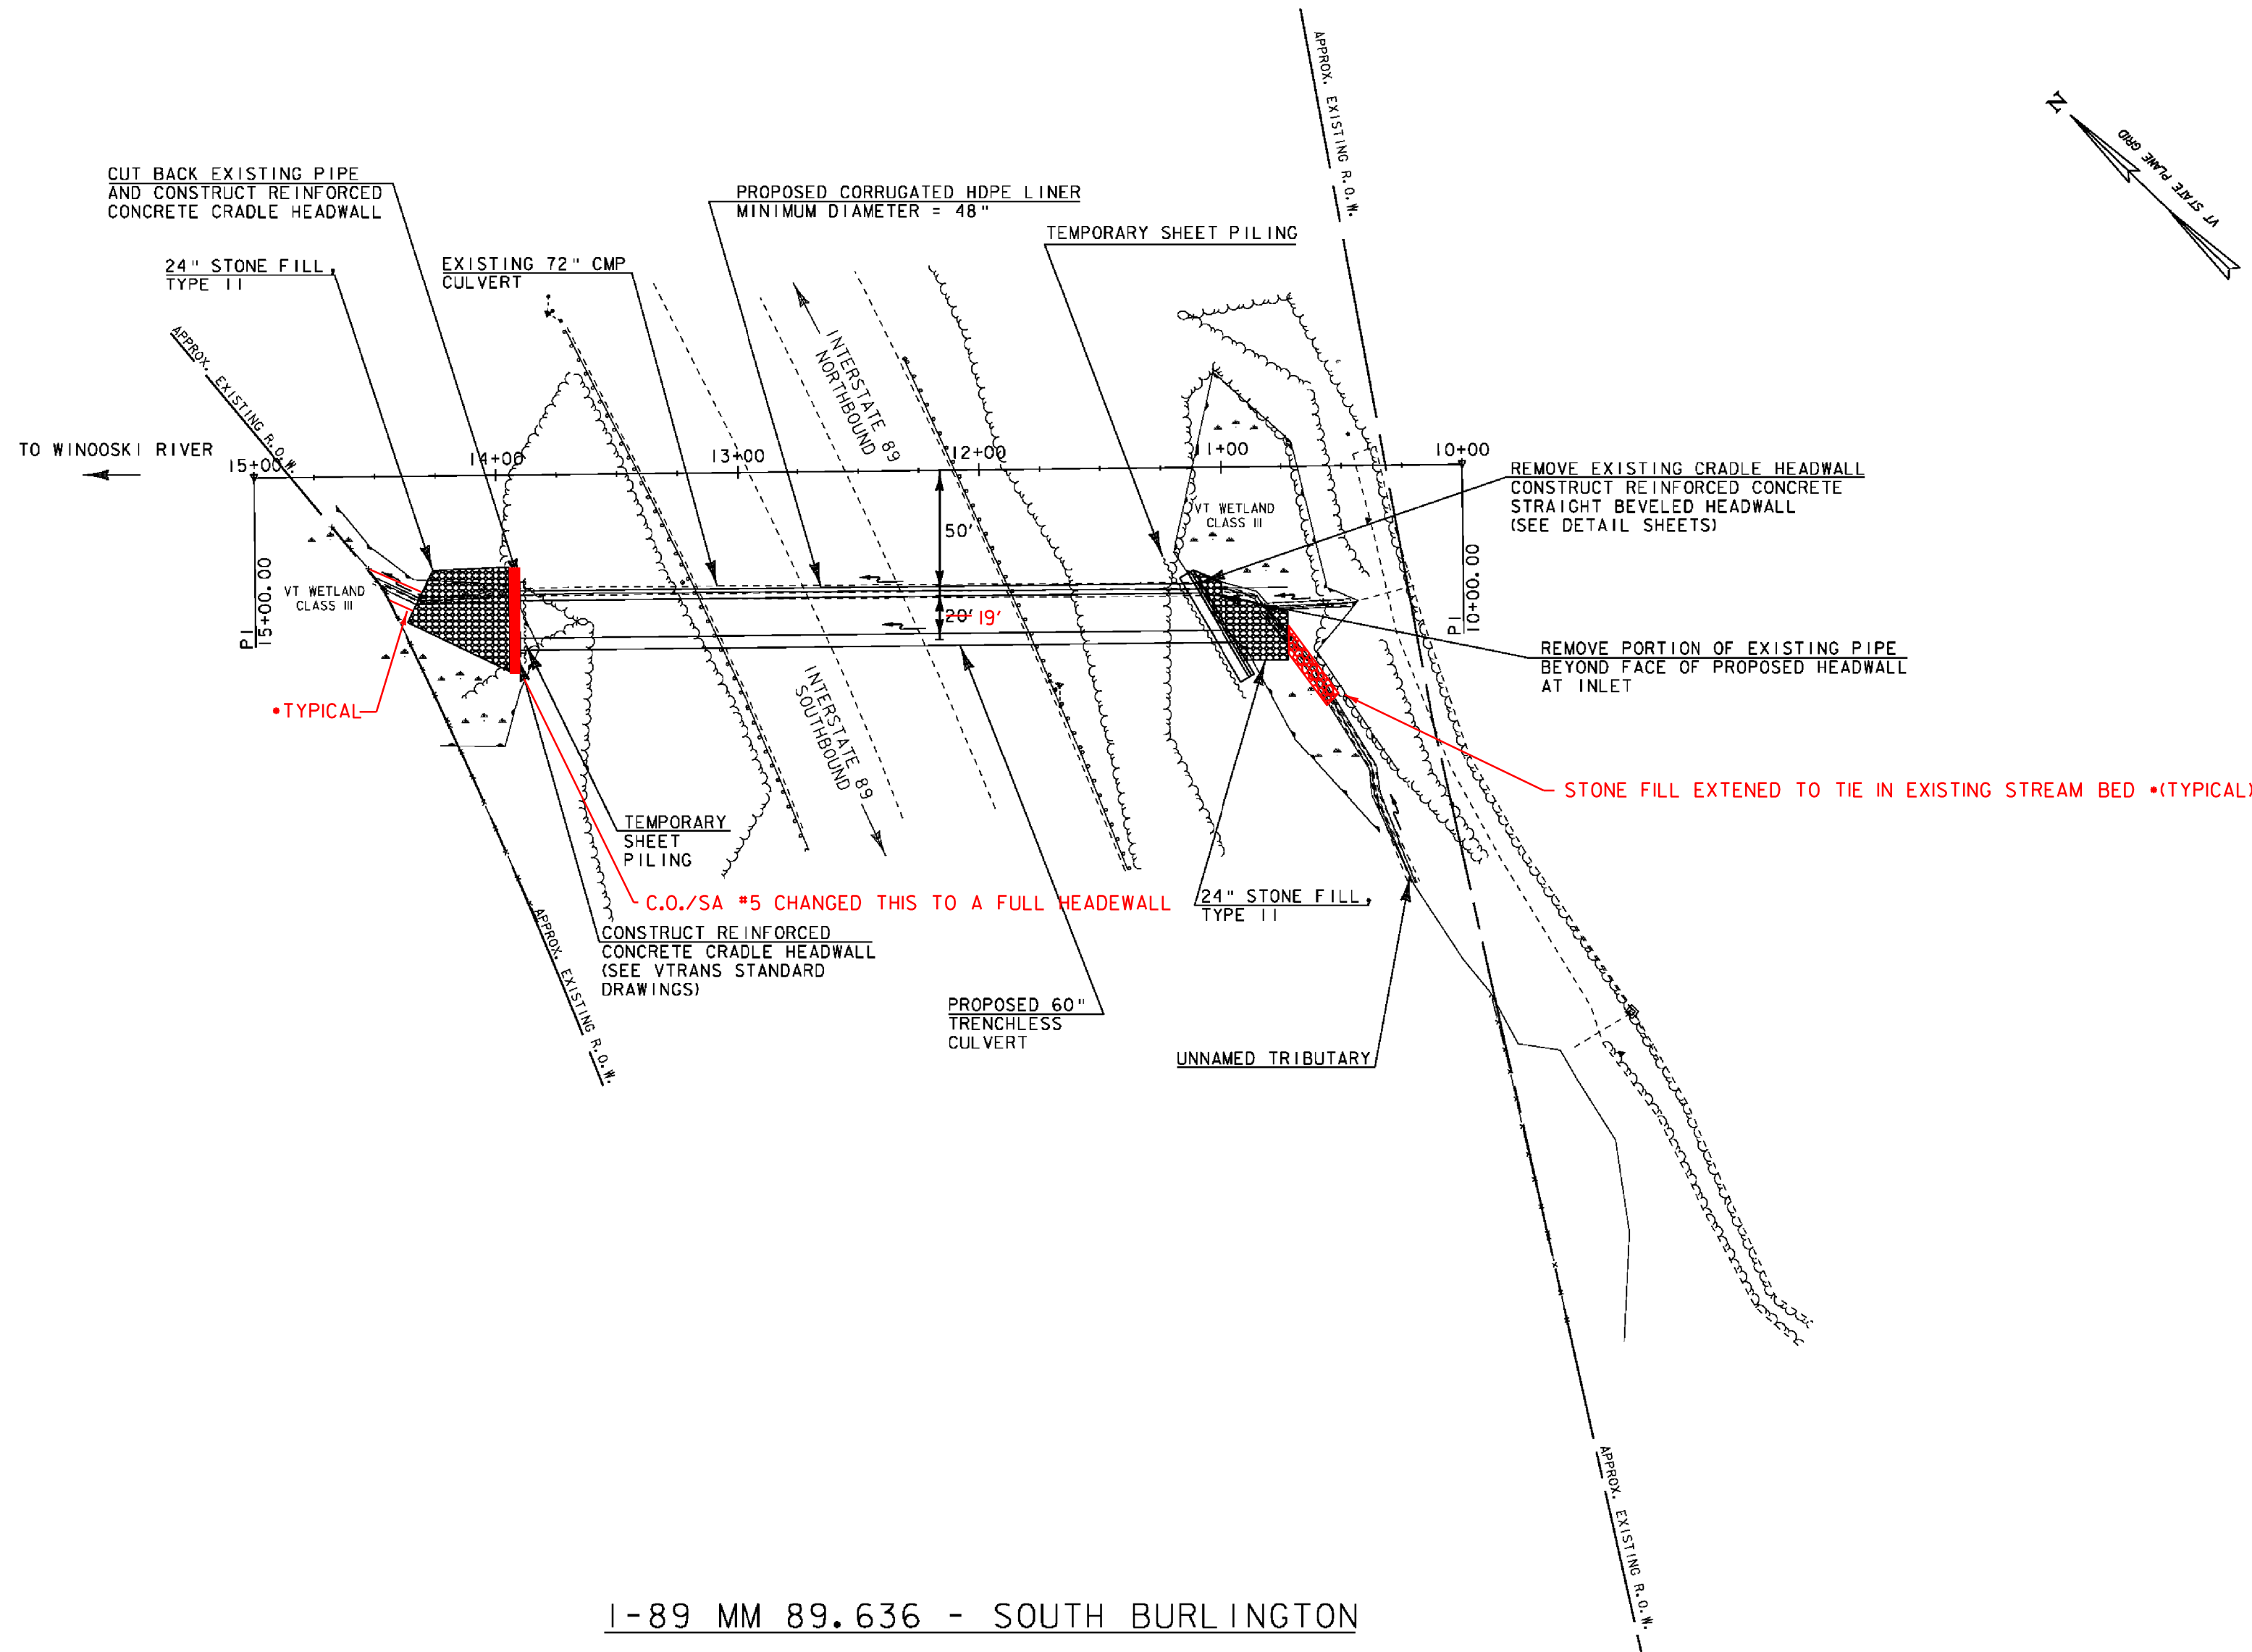 APPROX. EXISTING R.O.W.
N
VT STATE PLANE GRID
CUT BACK EXISTING PIPE
AND CONSTRUCT REINFORCED
CONCRETE CRADLE HEADWALL
PROPOSED CORRUGATED HDPE LINER
MINIMUM DIAMETER = 48"
TEMPORARY SHEET PILING
24" STONE FILL,
TYPE II
EXISTING 72" CMP
CULVERT
APPROX. EXISTING R.O.W.
INTERSTATE 89
NORTHBOUND
TO WINOOSKI RIVER
15+00
14+00
13+00
12+00
11+00
10+00
REMOVE EXISTING CRADLE HEADWALL
CONSTRUCT REINFORCED CONCRETE
STRAIGHT BEVELED HEADWALL
(SEE DETAIL SHEETS)
50'
VT WETLAND
CLASS III
PI
15+00.00
VT WETLAND
CLASS III
20' 19'
PI
10+00.00
REMOVE PORTION OF EXISTING PIPE
BEYOND FACE OF PROPOSED HEADWALL
AT INLET
•TYPICAL
INTERSTATE 89
SOUTHBOUND
STONE FILL EXTENED TO TIE IN EXISTING STREAM BED •(TYPICAL)
TEMPORARY
SHEET
PILING
C.O./SA #5 CHANGED THIS TO A FULL HEADEWALL
24" STONE FILL,
TYPE II
CONSTRUCT REINFORCED
CONCRETE CRADLE HEADWALL
(SEE VTRANS STANDARD
DRAWINGS)
APPROX. EXISTING R.O.W.
PROPOSED 60"
TRENCHLESS
CULVERT
UNNAMED TRIBUTARY
APPROX. EXISTING R.O.W.
I-89 MM 89.636 - SOUTH BURLINGTON